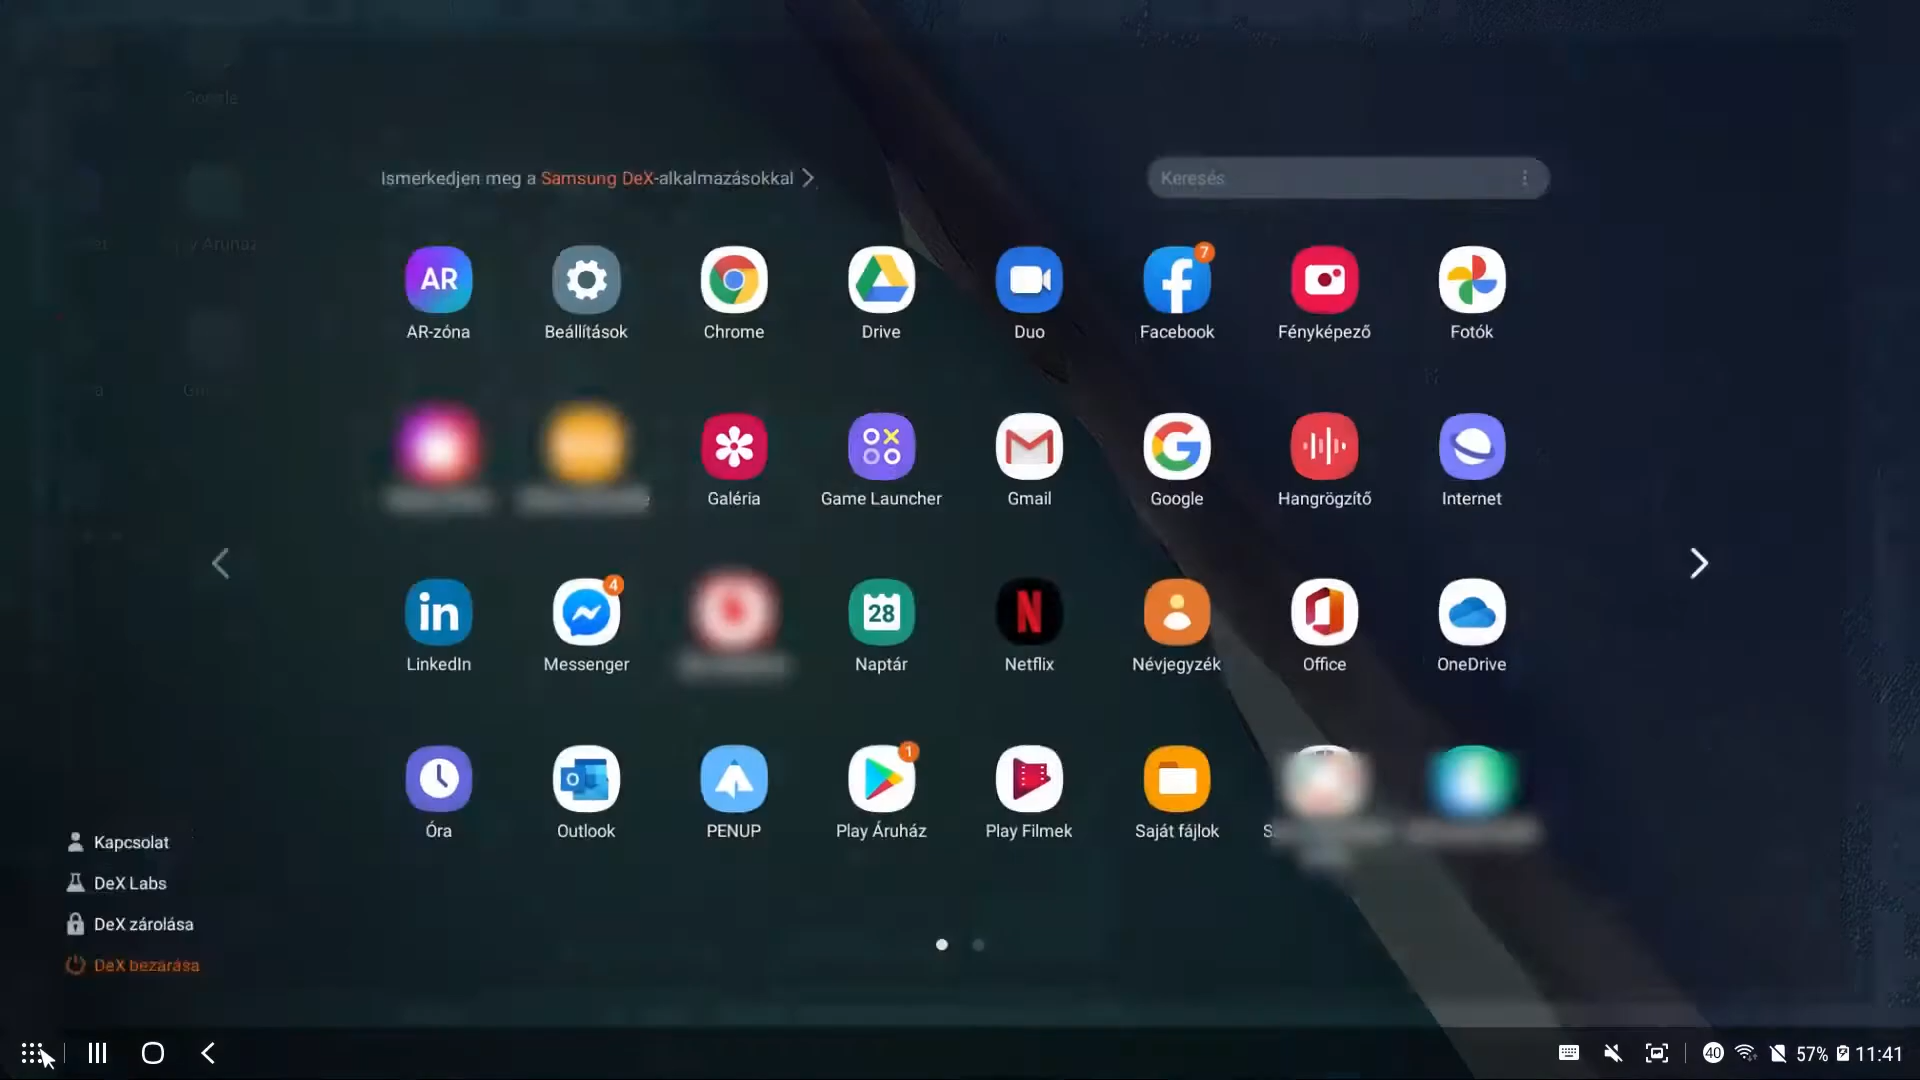 Google
Ismerkedjen meg a Samsung DeX-alkalmazásokkal
Keresés
AR
7
AR-zóna
Beállítások
Chrome
Drive
Duo
Facebook
Fényképező
Fotók
Galéria
Game Launcher
Gmail
Google
Hangrögzítő
Internet
in
4
28
N
LinkedIn
Messenger
Naptár
Netflix
Névjegyzék
Office
OneDrive
1
Óra
Outlook
PENUP
Play Áruház
Play Filmek
Saját fájlok
Kapcsolat
DeX Labs
DeX zárolása
DeX bezárása
40
57%
11:41